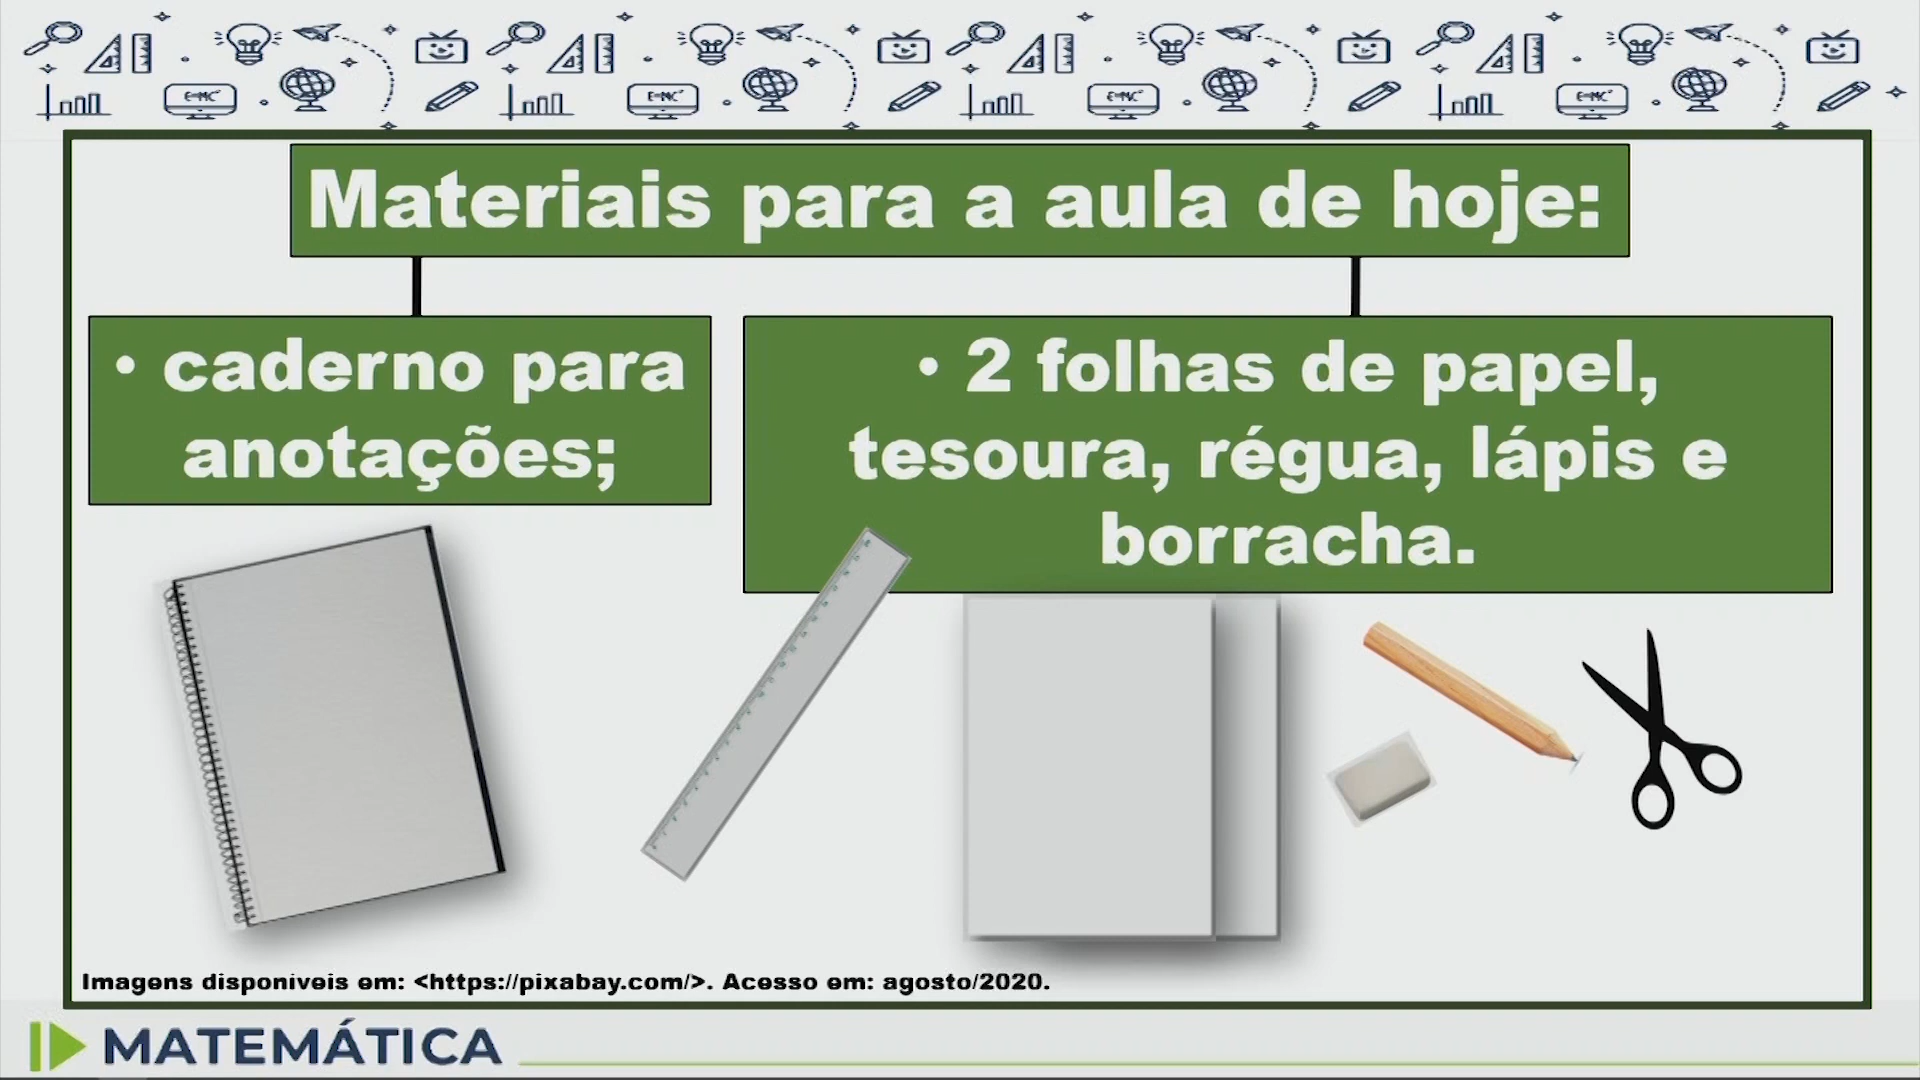 Materiais para a aula de hoje:
• caderno para
anotações;
• 2 folhas de papel,
tesoura, régua, lápis e
borracha.
Imagens disponíveis em: <https://pixabay.com/>. Acesso em: agosto/2020.
MATEMÁTICA